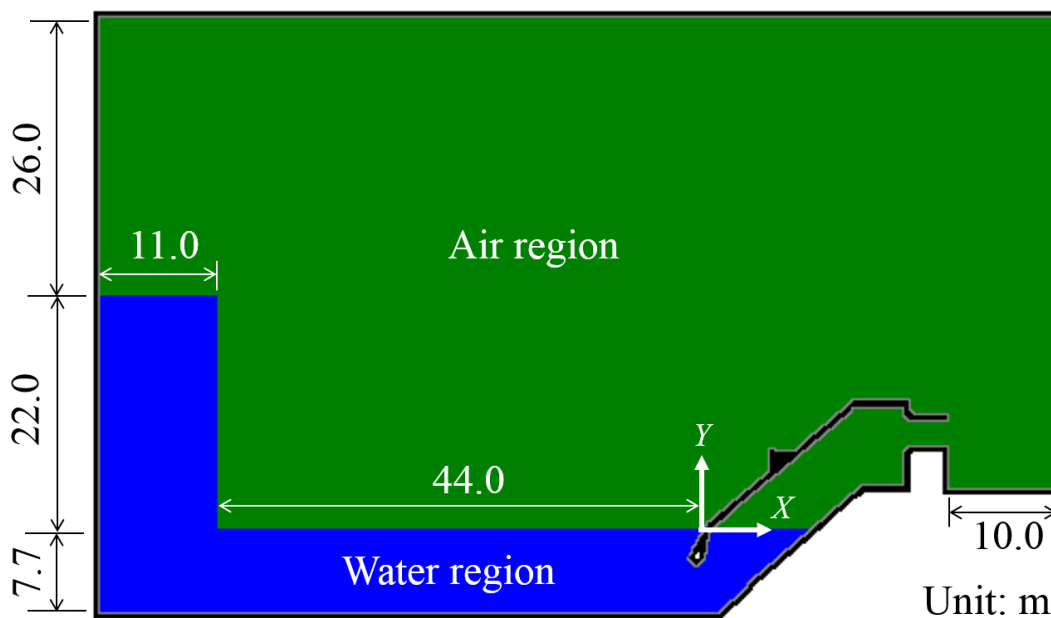 26.0
11.0
Air region
22.0
Y
44.0
X
10.0
7.7
Water region
Unit: m